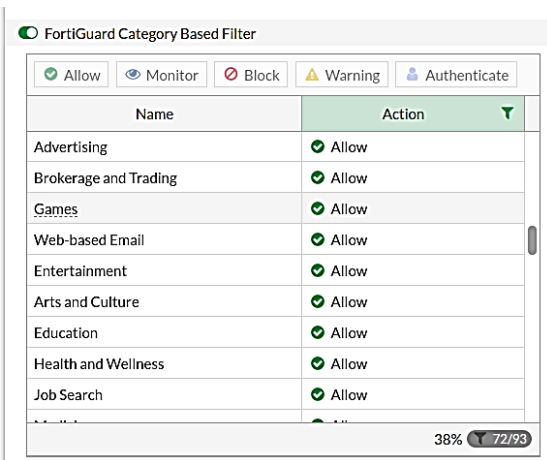 FortiGuard Category Based Filter
Allow Monitor Block Warning Authenticate
Name Action
Advertising Allow
Brokerage and Trading Allow
Games Allow
Web-based Email Allow
Entertainment Allow
Arts and Culture Allow
Education Allow
Health and Wellness Allow
Job Search Allow
38% 72/93